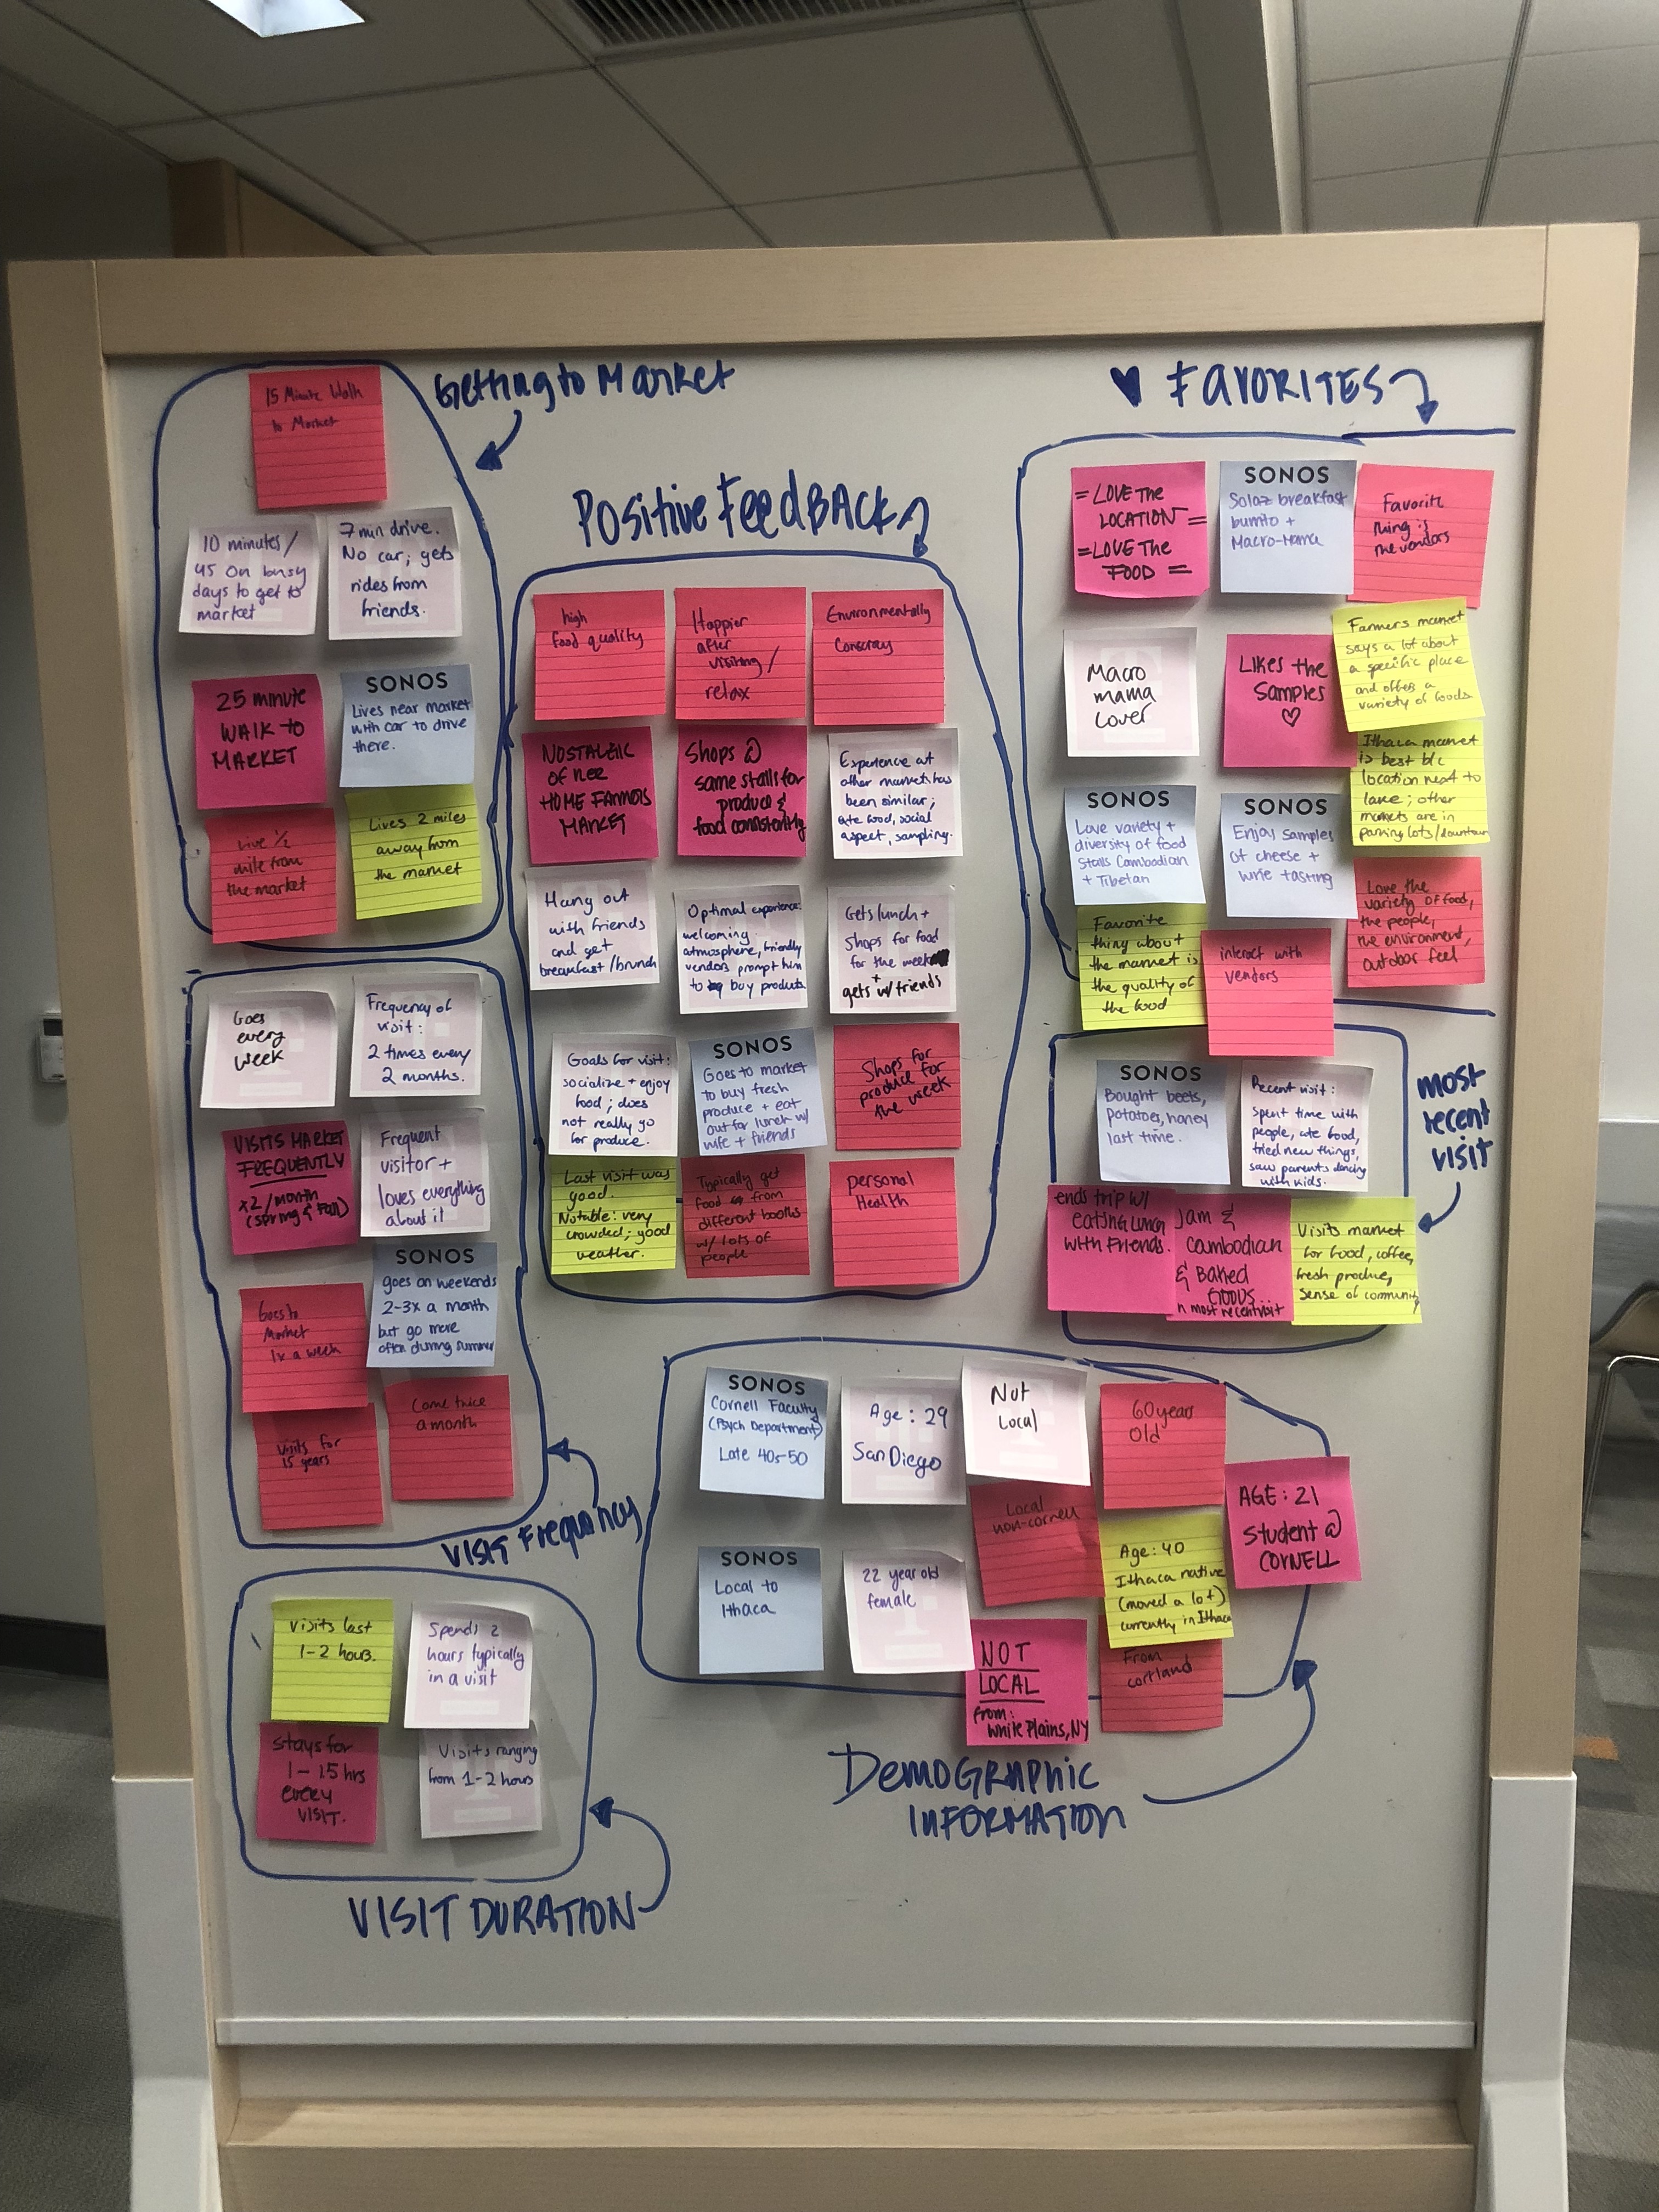 Getting to Market
15 Minute Walk
to Market
10 minutes/
45 on busy
days to get to
market
7 min drive.
No car; gets
rides from
friends.
25 minute
WALK to
MARKET
SONOS
Lives near market
with car to drive
there.
Live 1/2
mile from
the market
Lives 2 miles
away from
the market
Positive FeedBACK
high
food quality
Happier
after
visiting/
relax
Environmentally
NOSTALGIC
OF HER
HOME FARMERS
MARKET
Shops @
same stalls for
produce &
food consistently
Experience at
other markets has
been similar;
ate food, social
aspect, sampling.
Hang out
with friends
and get
breakfast/brunch
Optimal experience:
welcoming
atmosphere, friendly
vendors prompt him
to buy products
Gets lunch +
Shops for food
for the week
+
gets w/ friends
Goals for visit:
socialize + enjoy
food; does
not really go
for produce.
SONOS
Goes to market
to buy fresh
produce + eat
out for lunch w/
wife + friends
Shops for
produce for
the week
Last visit was
good.
Notable: very
crowded; good
weather.
Typically get
food from
different booths
w/ lots of
people
personal
Health
♥ FAVORITES
= LOVE THE
LOCATION =
= LOVE THE
FOOD =
SONOS
Solaz breakfast
burrito +
Macro-Mama
Favorite
thing is
the vendors
Macro
mama
lover
LIKES the
Samples
♡
Farmers market
says a lot about
a specific place
and offers a
variety of foods
Ithaca market
is best b/c
location next to
lake; other
markets are in
parking lots/downtown
SONOS
Love variety +
diversity of food
Stalls Cambodian
+ Tibetan
SONOS
Enjoy samples
of cheese +
wine tasting
Love the
variety of food,
the people,
the environment,
outdoor feel
Favorite
thing about
the market is
the quality of
the food
interact with
vendors
most
recent
visit
SONOS
Bought beets,
potatoes, honey
last time.
Recent visit:
Spent time with
people, ate food,
tried new things,
saw parents dancing
with kids.
ends trip w/
eating lunch
with friends.
Jam &
Cambodian
& Baked
GOODS
n most recent visit
Visits market
for food, coffee,
fresh produce,
sense of community
Goes
every
week
Frequency of
visit:
2 times every
2 months.
VISITS MARKET
FREQUENTLY
x2/month
(spring & Fall)
Frequent
visitor +
loves everything
about it
Goes to
Market
1x a week
SONOS
goes on weekends
2-3x a month
but go more
often during summer
Visits for
15 years
Come twice
a month
VISIT Frequency
SONOS
Cornell Faculty
(Psych Department)
Late 40s-50
Age: 29
San Diego
Not
Local
60 years
Old
Local
non-cornell
AGE: 21
Student @
CORNELL
SONOS
Local to
Ithaca
22 year old
female
Age: 40
Ithaca native
(moved a lot)
currently in Ithaca
NOT
LOCAL
from:
White Plains, NY
From
cortland
DEMOGRAPHIC
INFORMATION
Visits last
1-2 hours.
Spends 2
hours typically
in a visit
stays for
1-1.5 hrs
every
VISIT.
Visits ranging
from 1-2 hours
VISIT DURATION